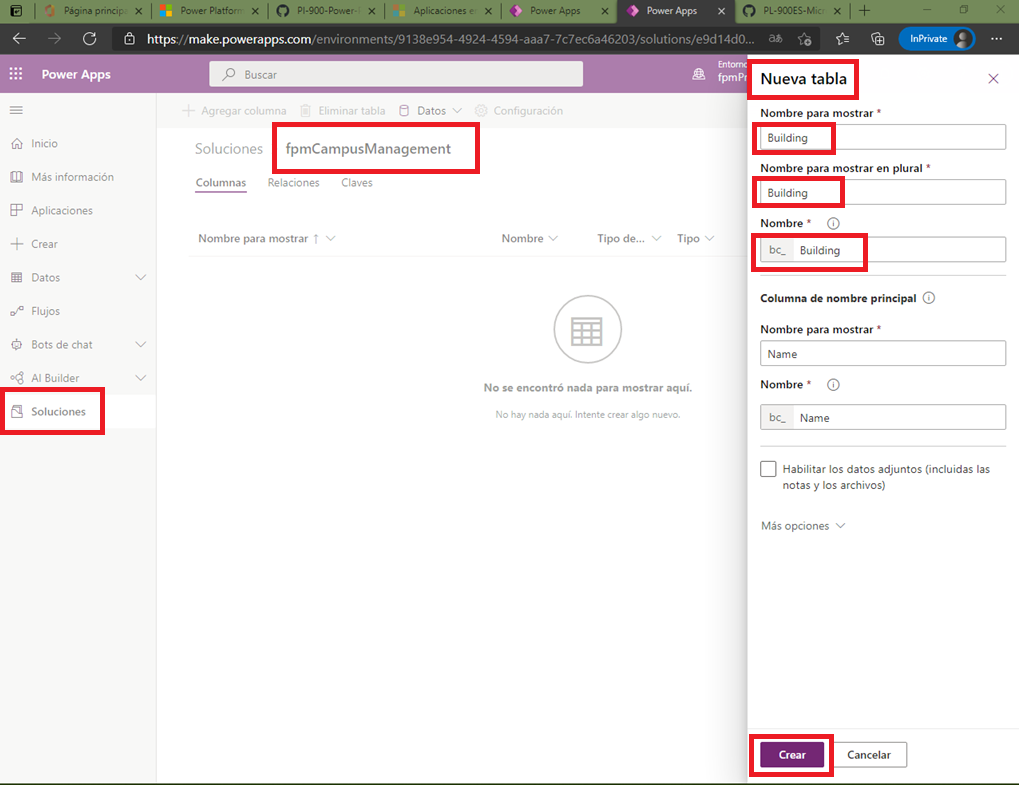 Página principa
Power Platform
PI-900-Power-
Aplicaciones e
Power Apps
Power Apps
PL-900ES-Micr
https://make.powerapps.com/environments/9138e954-4924-4594-aaa7-7c7ec6a46203/solutions/e9d14d0...
InPrivate
Power Apps
Buscar
Entorno
fpmPr
Inicio
Más información
Aplicaciones
Crear
Datos
Flujos
Bots de chat
AI Builder
Soluciones
Agregar columna Eliminar tabla Datos Configuración
Soluciones fpmCampusManagement
Columnas Relaciones Claves
Nombre para mostrar ↑ Nombre Tipo de... Tipo
No se encontró nada para mostrar aquí.
No hay nada aquí. Intente crear algo nuevo.
Nueva tabla
Nombre para mostrar *
Building
Nombre para mostrar en plural *
Building
Nombre *
bc_ Building
Columna de nombre principal
Nombre para mostrar *
Name
Nombre *
bc_ Name
Habilitar los datos adjuntos (incluidas las
notas y los archivos)
Más opciones
Crear Cancelar